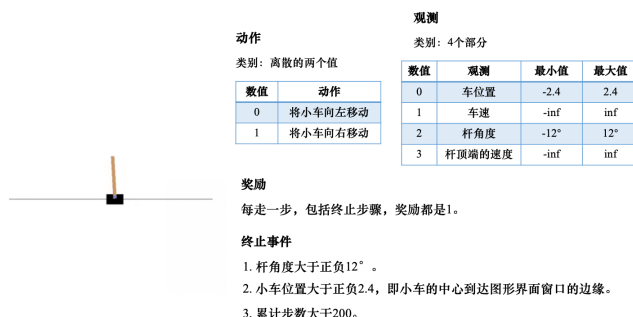 动作
类别：离散的两个值
数值 动作
0 将小车向左移动
1 将小车向右移动
观测
类别：4个部分
数值 观测 最小值 最大值
0 车位置 -2.4 2.4
1 车速 -inf inf
2 杆角度 -12° 12°
3 杆顶端的速度 -inf inf
奖励
每走一步，包括终止步骤，奖励都是1。
终止事件
1. 杆角度大于正负12°。
2. 小车位置大于正负2.4，即小车的中心到达图形界面窗口的边缘。
3. 累计步数大于200。